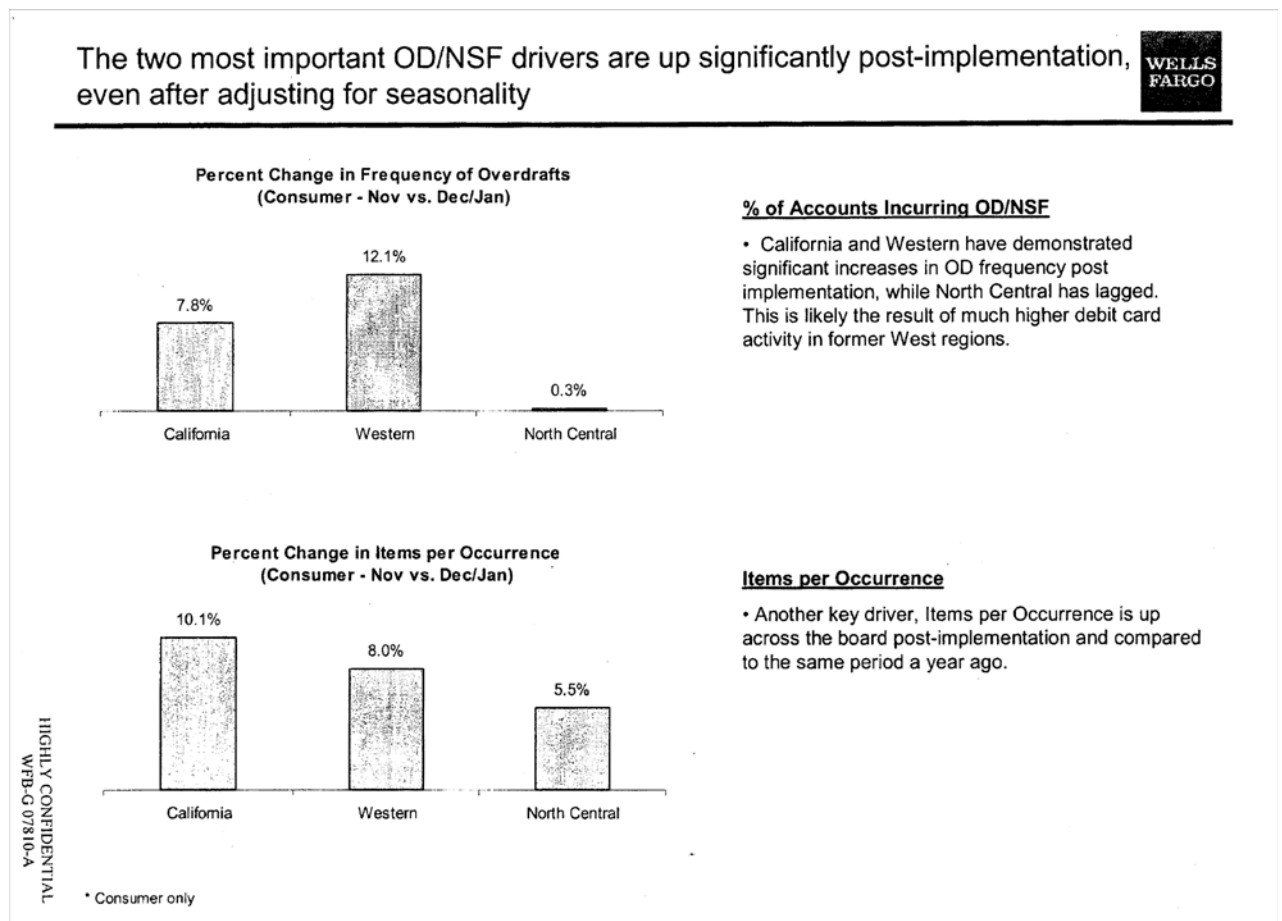 The two most important OD/NSF drivers are up significantly post-implementation,
even after adjusting for seasonality
WELLS
FARGO
Percent Change in Frequency of Overdrafts
(Consumer - Nov vs. Dec/Jan)
7.8%
12.1%
0.3%
California
Western
North Central
% of Accounts Incurring OD/NSF
• California and Western have demonstrated
significant increases in OD frequency post
implementation, while North Central has lagged.
This is likely the result of much higher debit card
activity in former West regions.
Percent Change in Items per Occurrence
(Consumer - Nov vs. Dec/Jan)
10.1%
8.0%
5.5%
California
Western
North Central
Items per Occurrence
• Another key driver, Items per Occurrence is up
across the board post-implementation and compared
to the same period a year ago.
HIGHLY CONFIDENTIAL
WFB-G 07810-A
* Consumer only